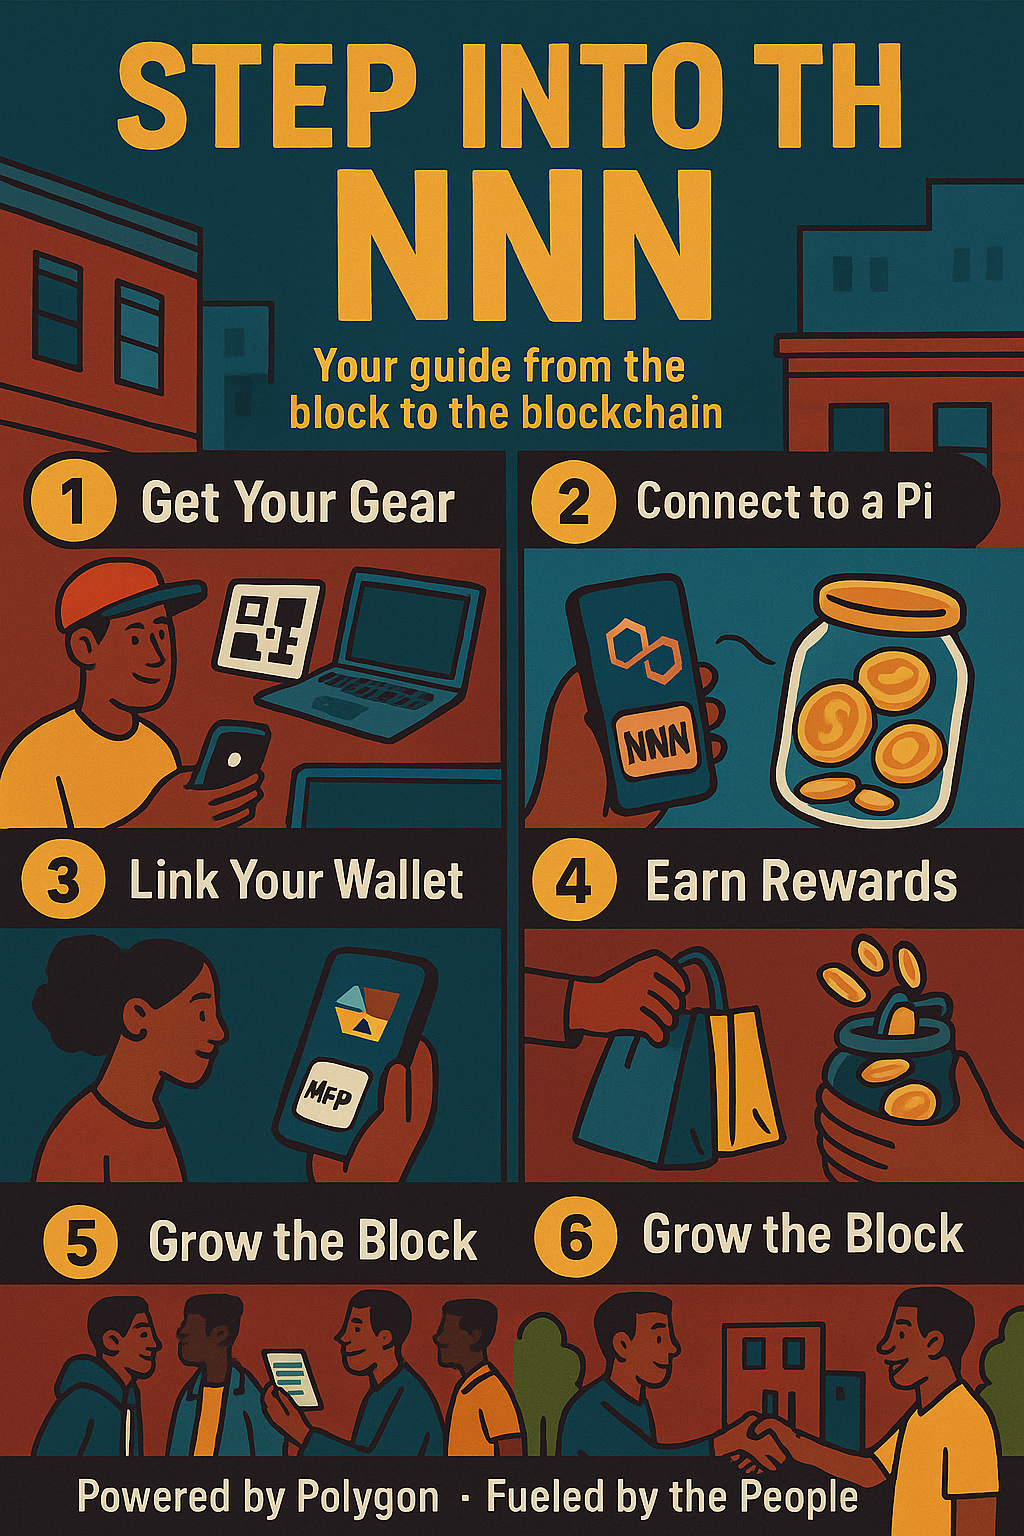 STEP INTO TH
NNN
Your guide from the
block to the blockchain
1 Get Your Gear
2 Connect to a Pi
NNN
3 Link Your Wallet
4 Earn Rewards
MFP
5 Grow the Block
6 Grow the Block
Powered by Polygon · Fueled by the People